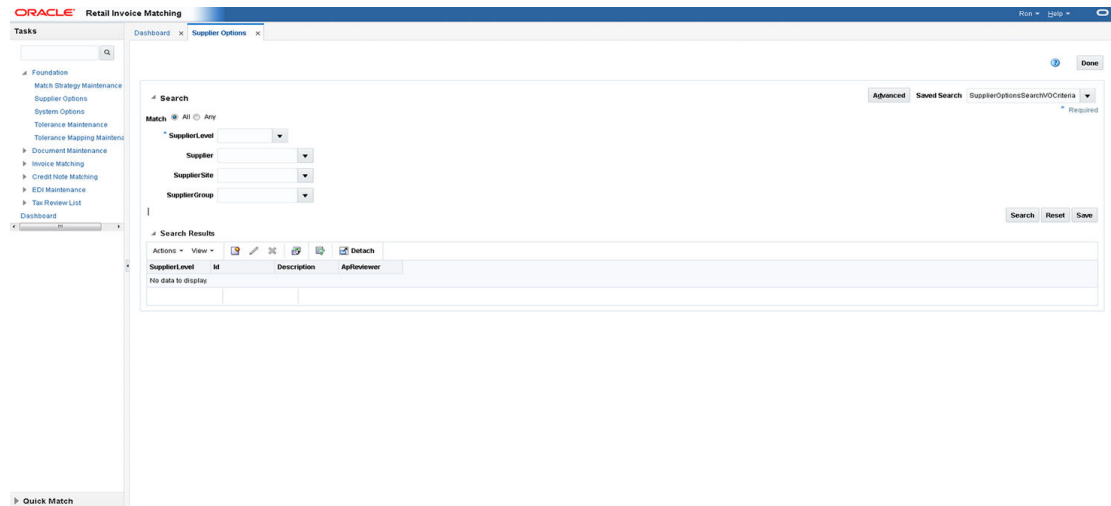 ORACLE® Retail Invoice Matching
Ron Help
Tasks
Dashboard x Supplier Options x
Done
Foundation
Match Strategy Maintenance
Supplier Options
System Options
Tolerance Maintenance
Tolerance Mapping Maintena
Document Maintenance
Invoice Matching
Credit Note Matching
EDI Maintenance
Tax Review List
Dashboard
Quick Match
Search
Advanced Saved Search SupplierOptionsSearchVOCriteria
* Required
Match All Any
* SupplierLevel
Supplier
SupplierSite
SupplierGroup
Search Reset Save
Search Results
Actions View Detach
SupplierLevel Id Description ApReviewer
No data to display.